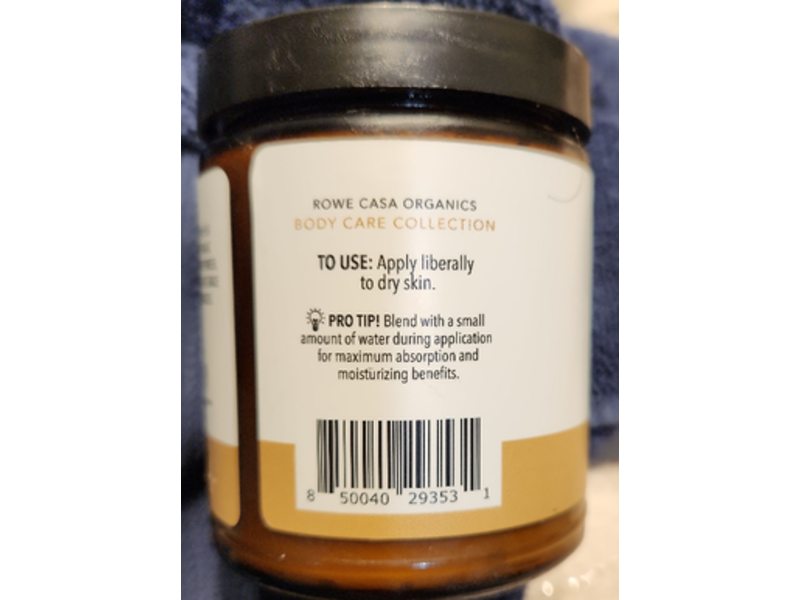 ROWE CASA ORGANICS
BODY CARE COLLECTION
TO USE: Apply liberally
to dry skin.
PRO TIP! Blend with a small
amount of water during application
for maximum absorption and
moisturizing benefits.
8 50040 29353 1